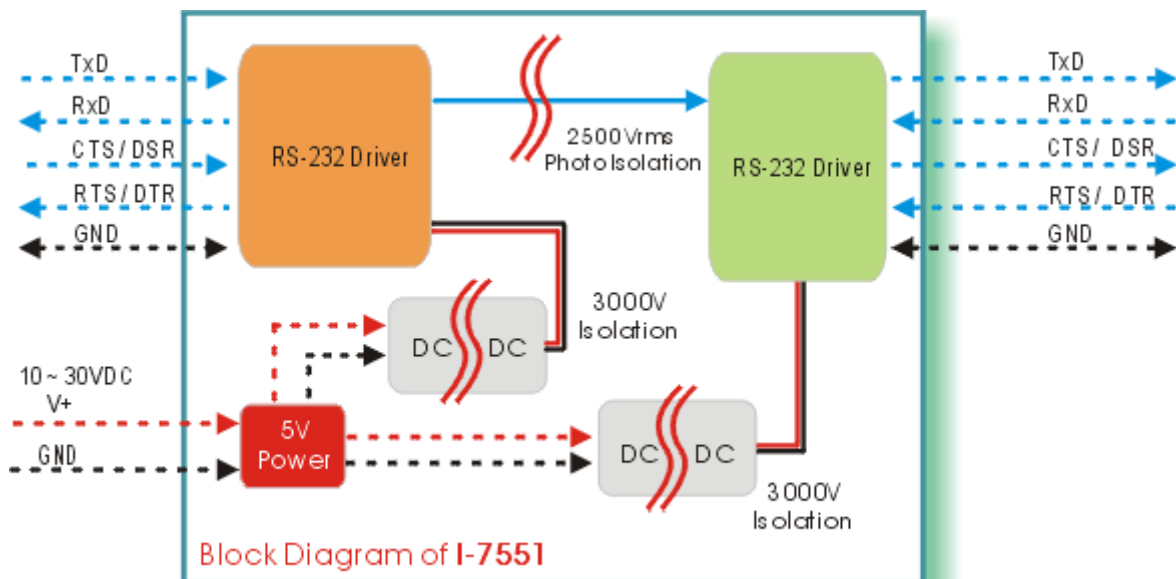 TxD
RxD
CTS / DSR
RTS / DTR
GND
RS-232 Driver
2500Vrms
Photo Isolation
RS-232 Driver
TxD
RxD
CTS / DSR
RTS / DTR
GND
DC DC
3000V
Isolation
10 ~ 30VDC
V+
GND
5V
Power
DC DC
3000V
Isolation
Block Diagram of I-7551